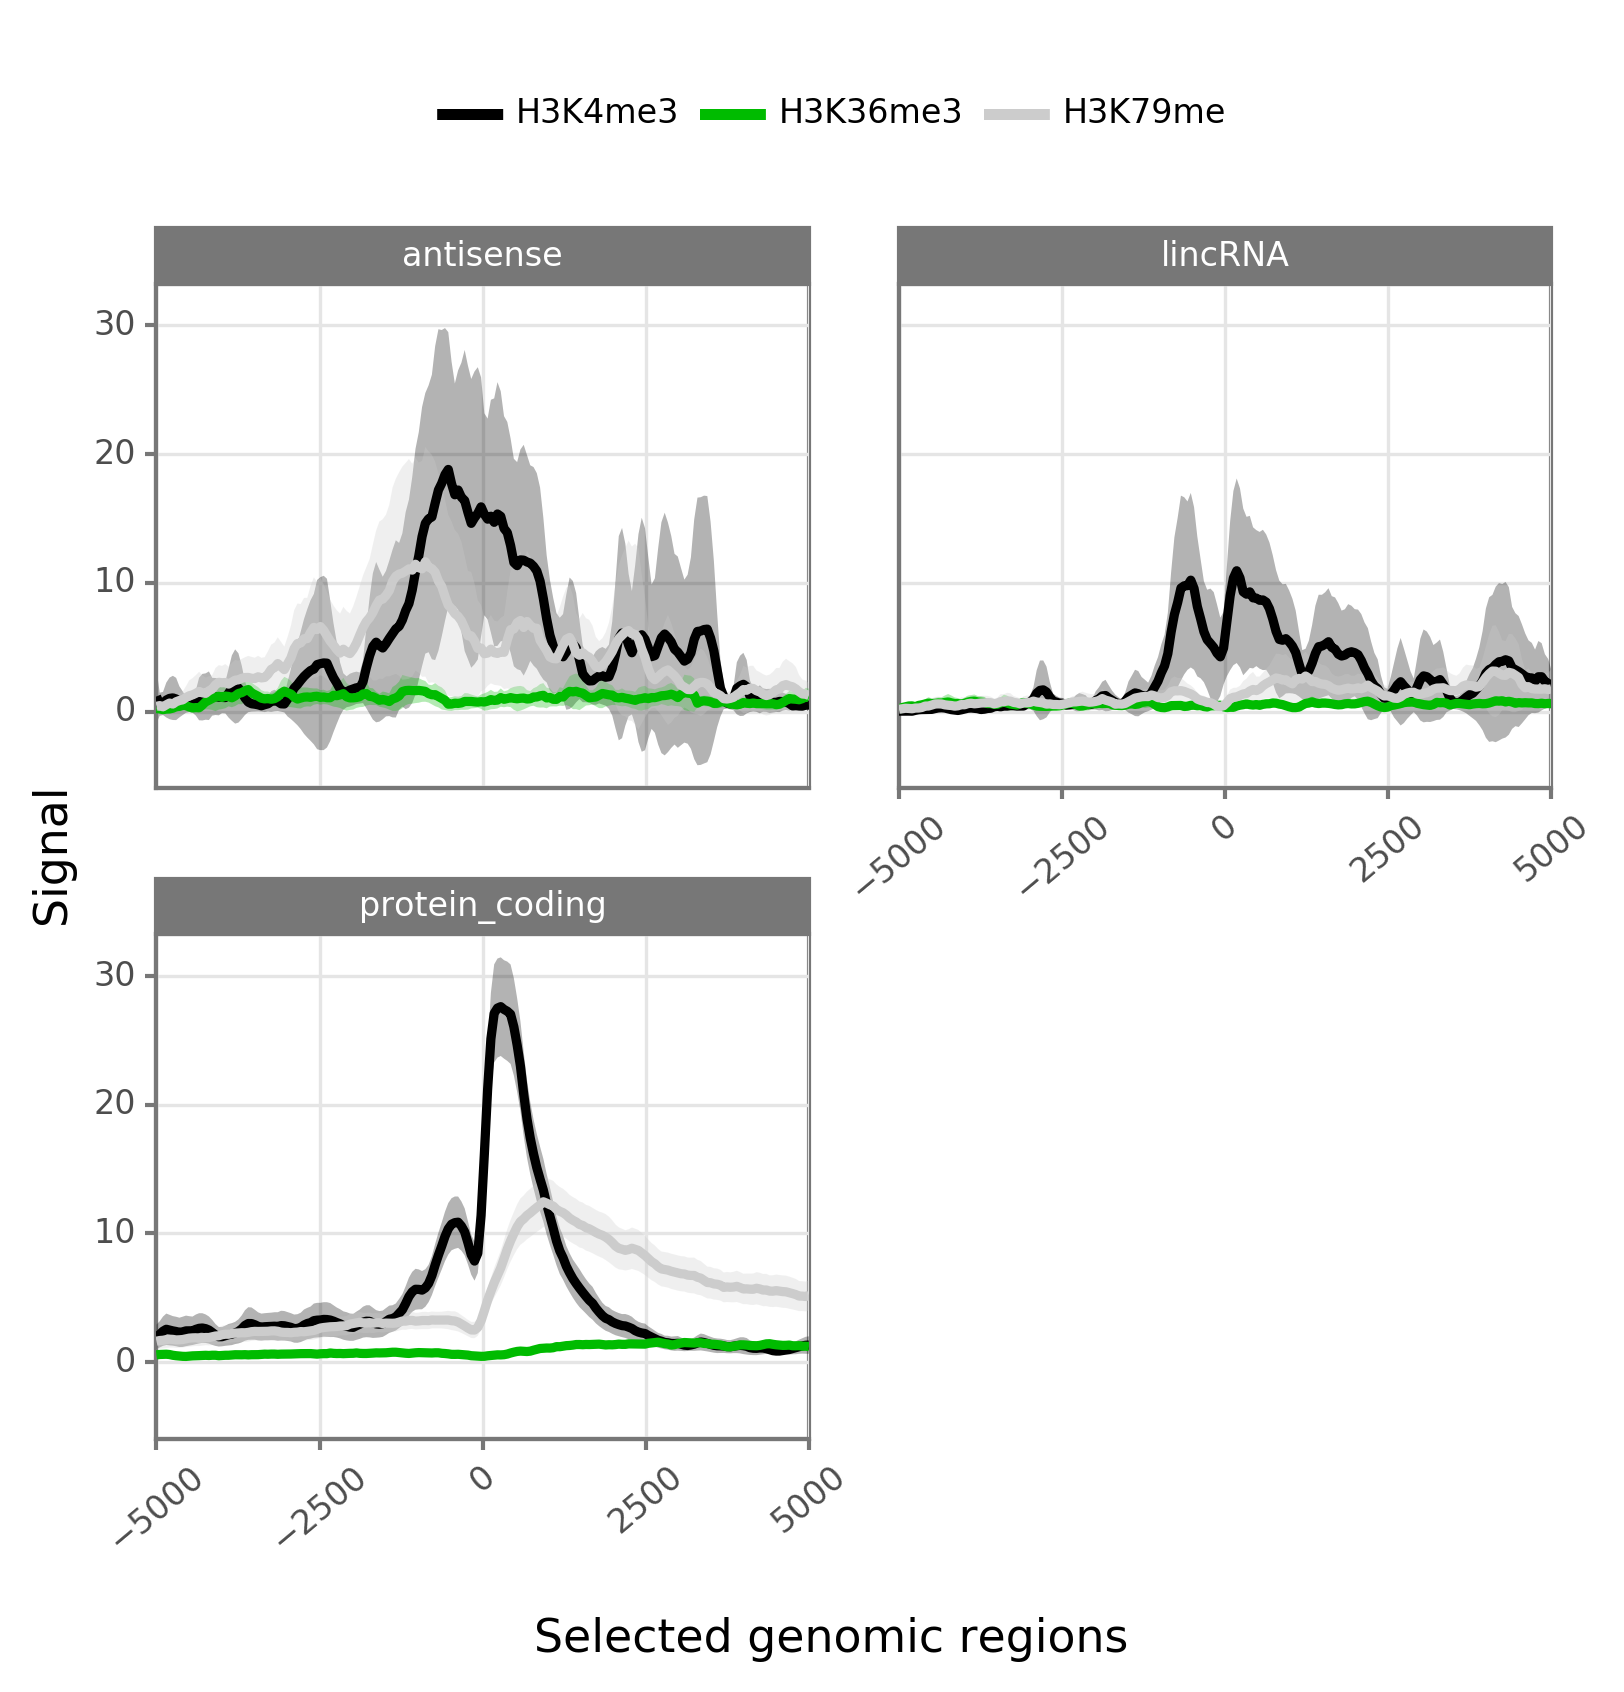 H3K4me3 H3K36me3 H3K79me
antisense lincRNA
30
20
10
0
−5000 −2500 0 2500 5000
Signal
protein_coding
30
20
10
0
−5000 −2500 0 2500 5000
Selected genomic regions